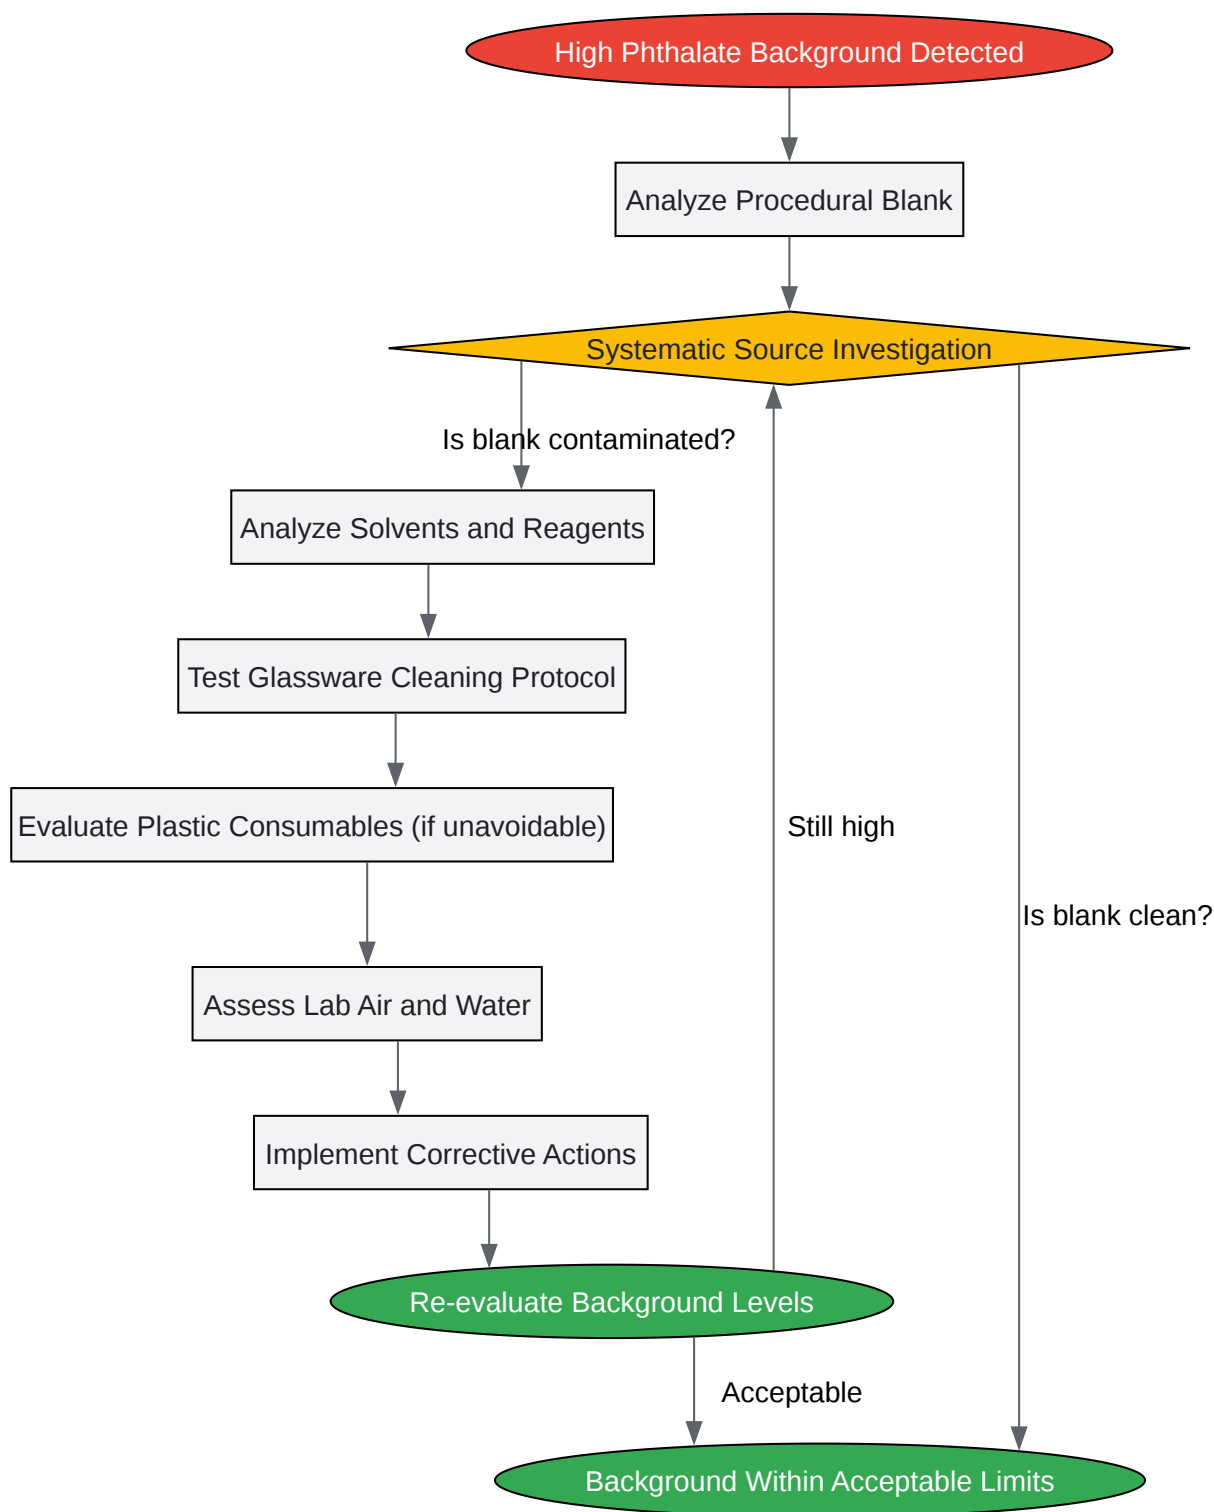 High Phthalate Background Detected
Analyze Procedural Blank
Systematic Source Investigation
Is blank contaminated?
Analyze Solvents and Reagents
Test Glassware Cleaning Protocol
Evaluate Plastic Consumables (if unavoidable)
Still high
Is blank clean?
Assess Lab Air and Water
Implement Corrective Actions
Re-evaluate Background Levels
Acceptable
Background Within Acceptable Limits